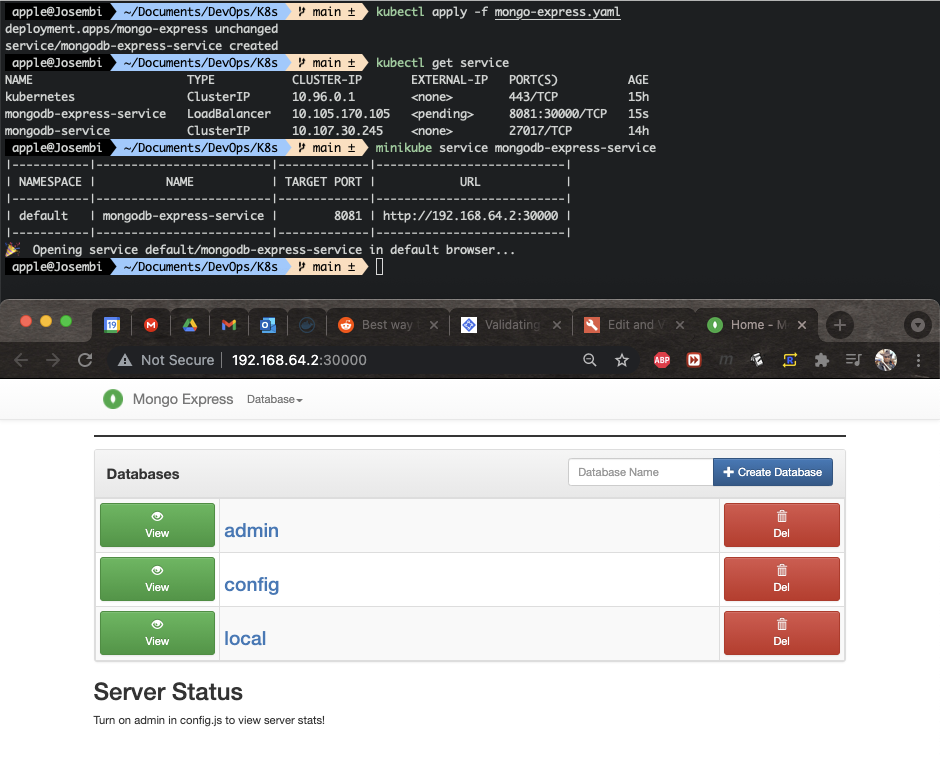 apple@Josembi ~/Documents/DevOps/K8s main ± kubectl apply -f mongo-express.yaml
deployment.apps/mongo-express unchanged
service/mongodb-express-service created
apple@Josembi ~/Documents/DevOps/K8s main ± kubectl get service
NAME TYPE CLUSTER-IP EXTERNAL-IP PORT(S) AGE
kubernetes ClusterIP 10.96.0.1 <none> 443/TCP 15h
mongodb-express-service LoadBalancer 10.105.170.105 <pending> 8081:30000/TCP 15s
mongodb-service ClusterIP 10.107.30.245 <none> 27017/TCP 14h
apple@Josembi ~/Documents/DevOps/K8s main ± minikube service mongodb-express-service
|-----------|-------------------------|-------------|---------------------------|
| NAMESPACE | NAME | TARGET PORT | URL |
|-----------|-------------------------|-------------|---------------------------|
| default | mongodb-express-service | 8081 | http://192.168.64.2:30000 |
|-----------|-------------------------|-------------|---------------------------|
🎉 Opening service default/mongodb-express-service in default browser...
apple@Josembi ~/Documents/DevOps/K8s main ±
19 Best way Validating Edit and V Home - M
Not Secure 192.168.64.2:30000 ABP m R
Mongo Express Database
Databases Database Name Create Database
View admin Del
View config Del
View local Del
Server Status
Turn on admin in config.js to view server stats!